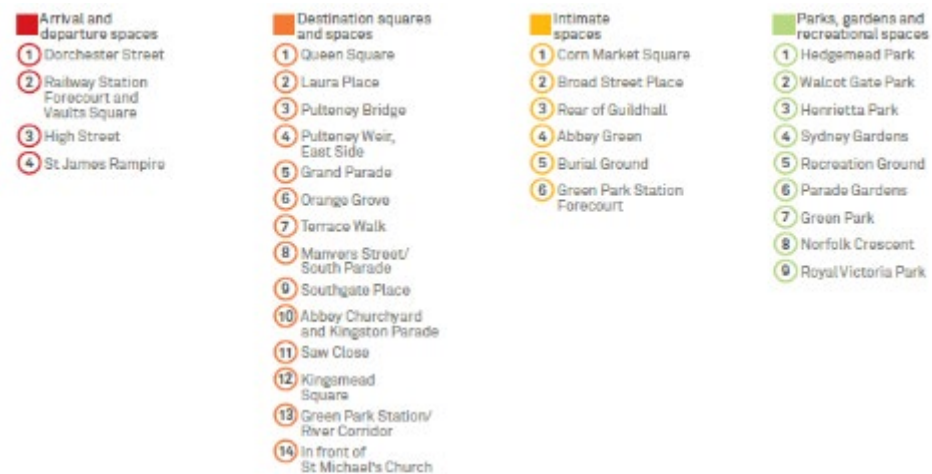 Arrival and
departure spaces
1 Dorchester Street
2 Railway Station
Forecourt and
Vaults Square
3 High Street
4 St James Rampire
Destination squares
and spaces
1 Queen Square
2 Laura Place
3 Pulteney Bridge
4 Pulteney Weir,
East Side
5 Grand Parade
6 Orange Grove
7 Terrace Walk
8 Manvers Street/
South Parade
9 Southgate Place
10 Abbey Churchyard
and Kingston Parade
11 Saw Close
12 Kingsmead
Square
13 Green Park Station/
River Corridor
14 In front of
St Michael's Church
Intimate
spaces
1 Corn Market Square
2 Broad Street Place
3 Rear of Guildhall
4 Abbey Green
5 Burial Ground
6 Green Park Station
Forecourt
Parks, gardens and
recreational spaces
1 Hedgemead Park
2 Walcot Gate Park
3 Henrietta Park
4 Sydney Gardens
5 Recreation Ground
6 Parade Gardens
7 Green Park
8 Norfolk Crescent
9 Royal Victoria Park